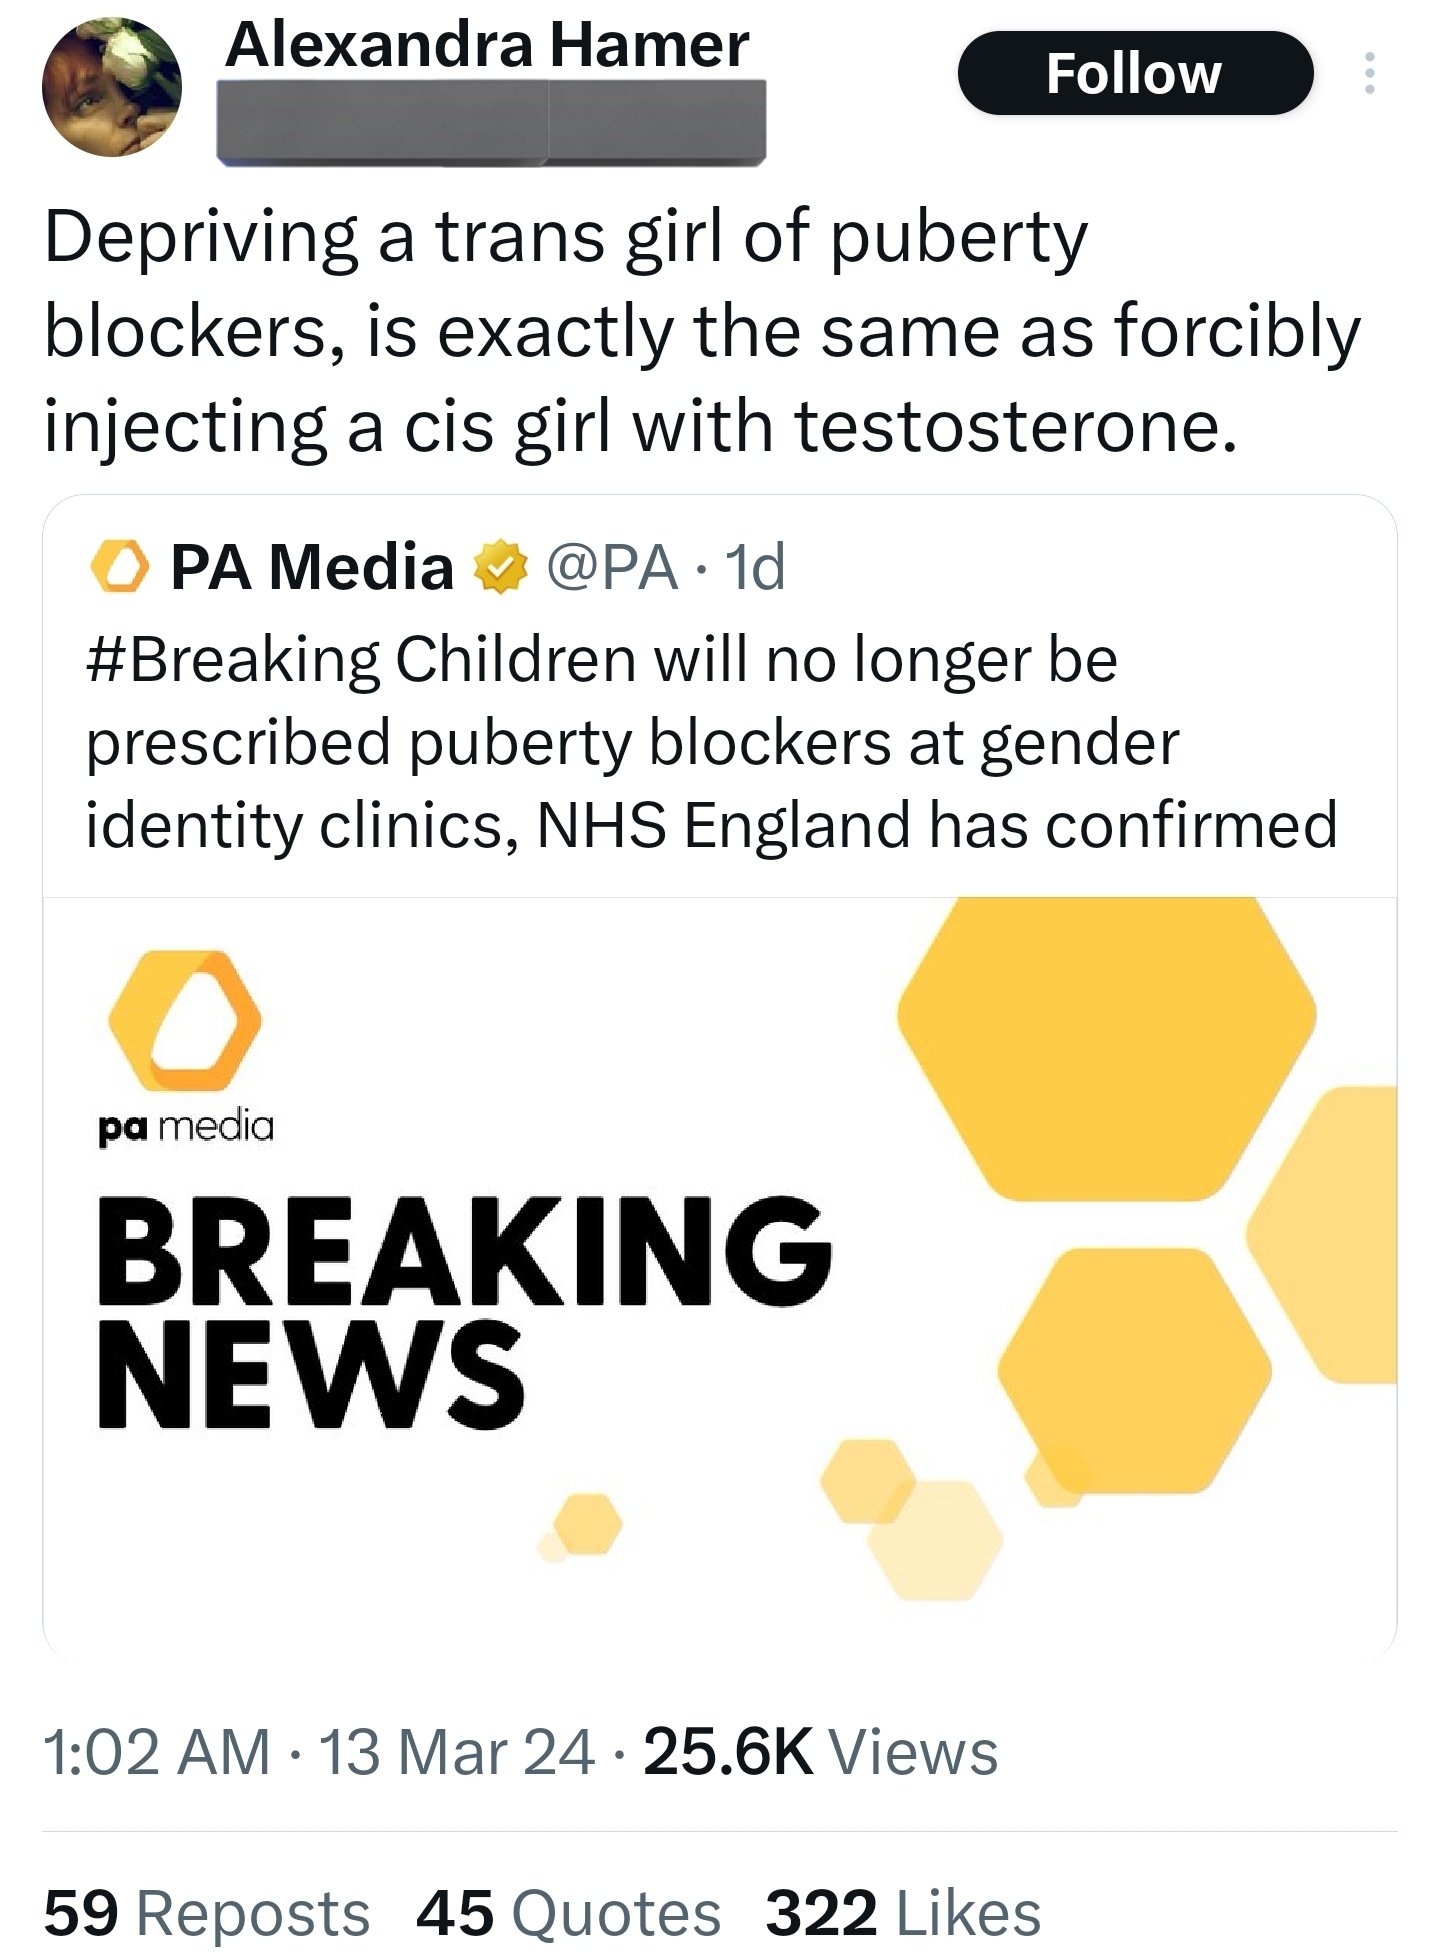 Alexandra Hamer
Follow
Depriving a trans girl of puberty
blockers, is exactly the same as forcibly
injecting a cis girl with testosterone.
PA Media @PA · 1d
#Breaking Children will no longer be
prescribed puberty blockers at gender
identity clinics, NHS England has confirmed
pa media
BREAKING
NEWS
1:02 AM · 13 Mar 24 · 25.6K Views
59 Reposts 45 Quotes 322 Likes